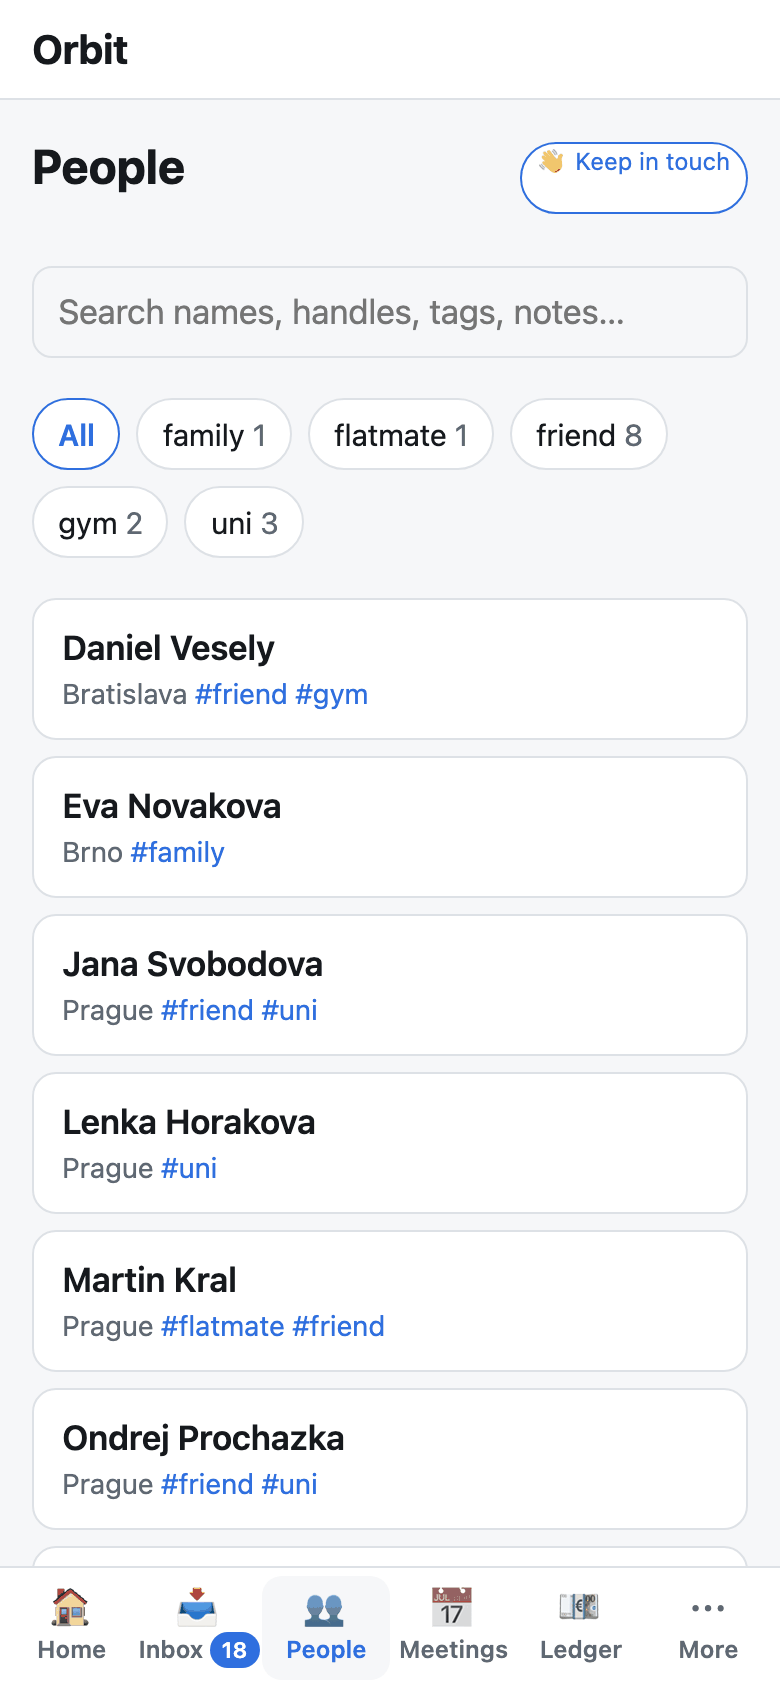 Orbit
People
👋 Keep in touch
Search names, handles, tags, notes...
All family 1 flatmate 1 friend 8
gym 2 uni 3
Daniel Vesely
Bratislava #friend #gym
Eva Novakova
Brno #family
Jana Svobodova
Prague #friend #uni
Lenka Horakova
Prague #uni
Martin Kral
Prague #flatmate #friend
Ondrej Prochazka
Prague #friend #uni
JUL 17
Home Inbox 18 People Meetings Ledger More